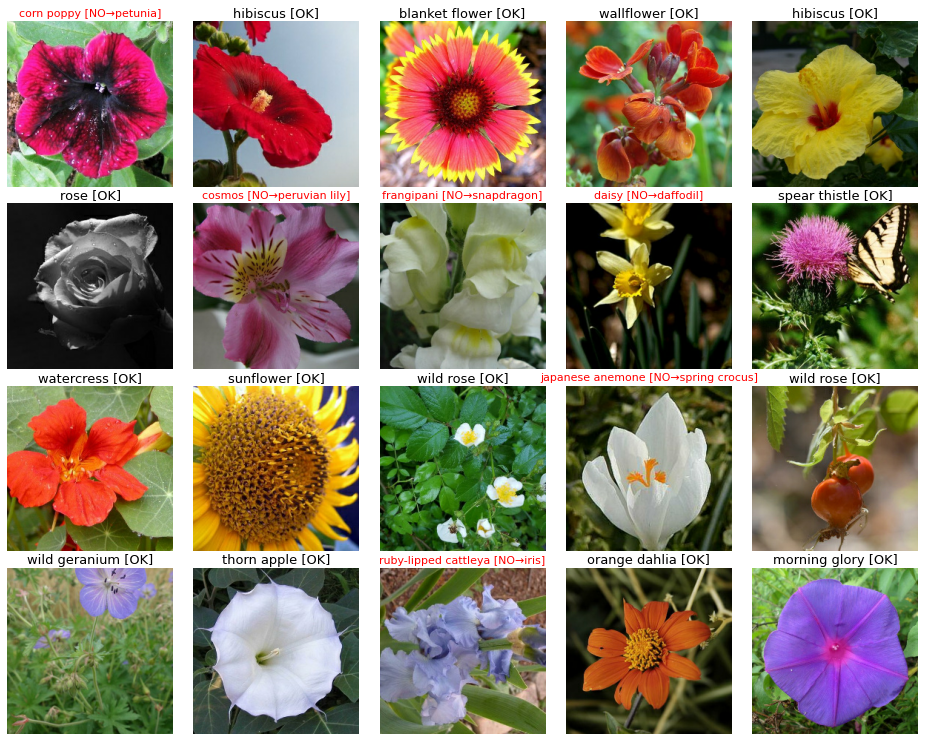 corn poppy [NO→petunia]
hibiscus [OK]
blanket flower [OK]
wallflower [OK]
hibiscus [OK]
rose [OK]
cosmos [NO→peruvian lily]
frangipani [NO→snapdragon]
daisy [NO→daffodil]
spear thistle [OK]
watercress [OK]
sunflower [OK]
wild rose [OK]
japanese anemone [NO→spring crocus]
wild rose [OK]
wild geranium [OK]
thorn apple [OK]
ruby-lipped cattleya [NO→iris]
orange dahlia [OK]
morning glory [OK]